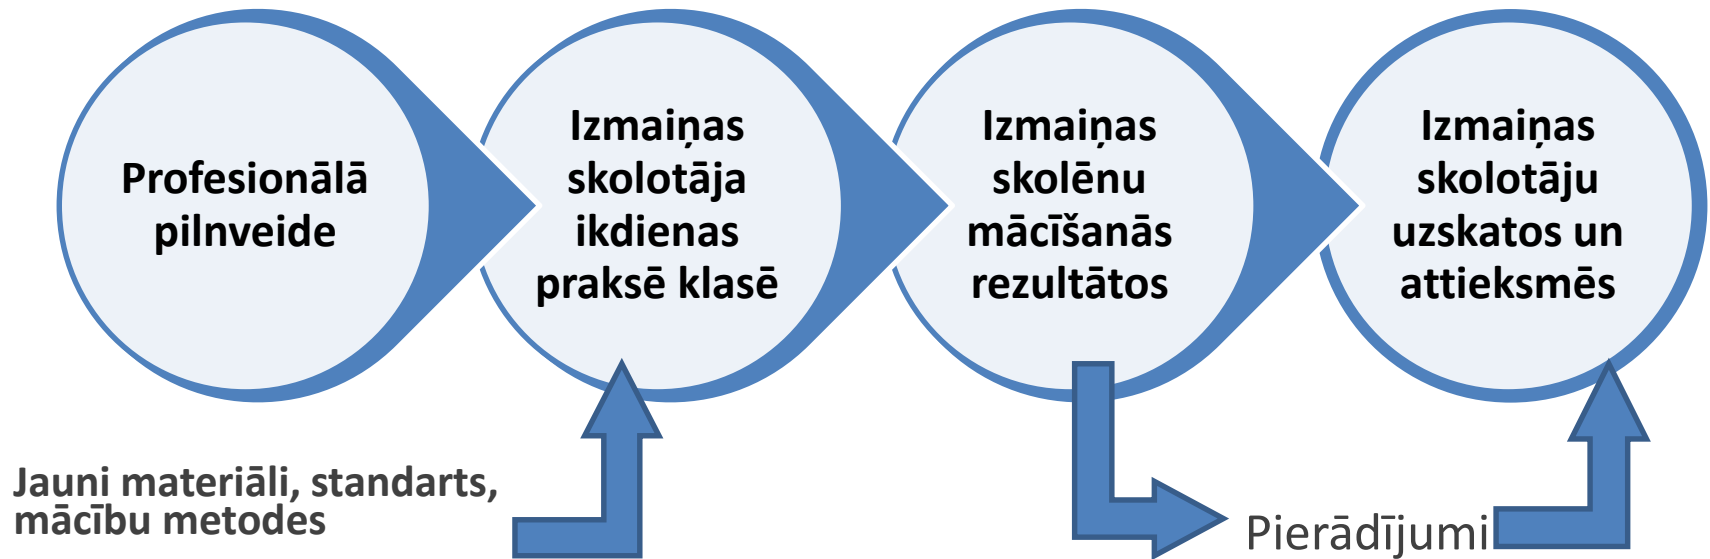 Profesionālā
pilnveide
Izmaiņas
skolotāja
ikdienas
praksē klasē
Izmaiņas
skolēnu
mācīšanās
rezultātos
Izmaiņas
skolotāju
uzskatos un
attieksmēs
Jauni materiāli, standarts,
mācību metodes
Pierādījumi